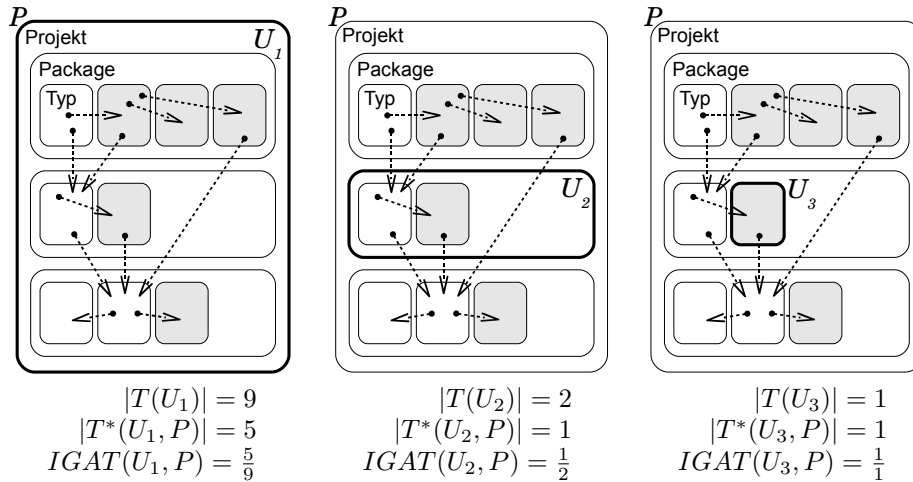 P P P
Projekt U₁ Projekt Projekt
Package Package Package
Typ Typ Typ
U₂ U₃
|T(U₁)| = 9 |T(U₂)| = 2 |T(U₃)| = 1
|T*(U₁, P)| = 5 |T*(U₂, P)| = 1 |T*(U₃, P)| = 1
IGAT(U₁, P) = 5/9 IGAT(U₂, P) = 1/2 IGAT(U₃, P) = 1/1